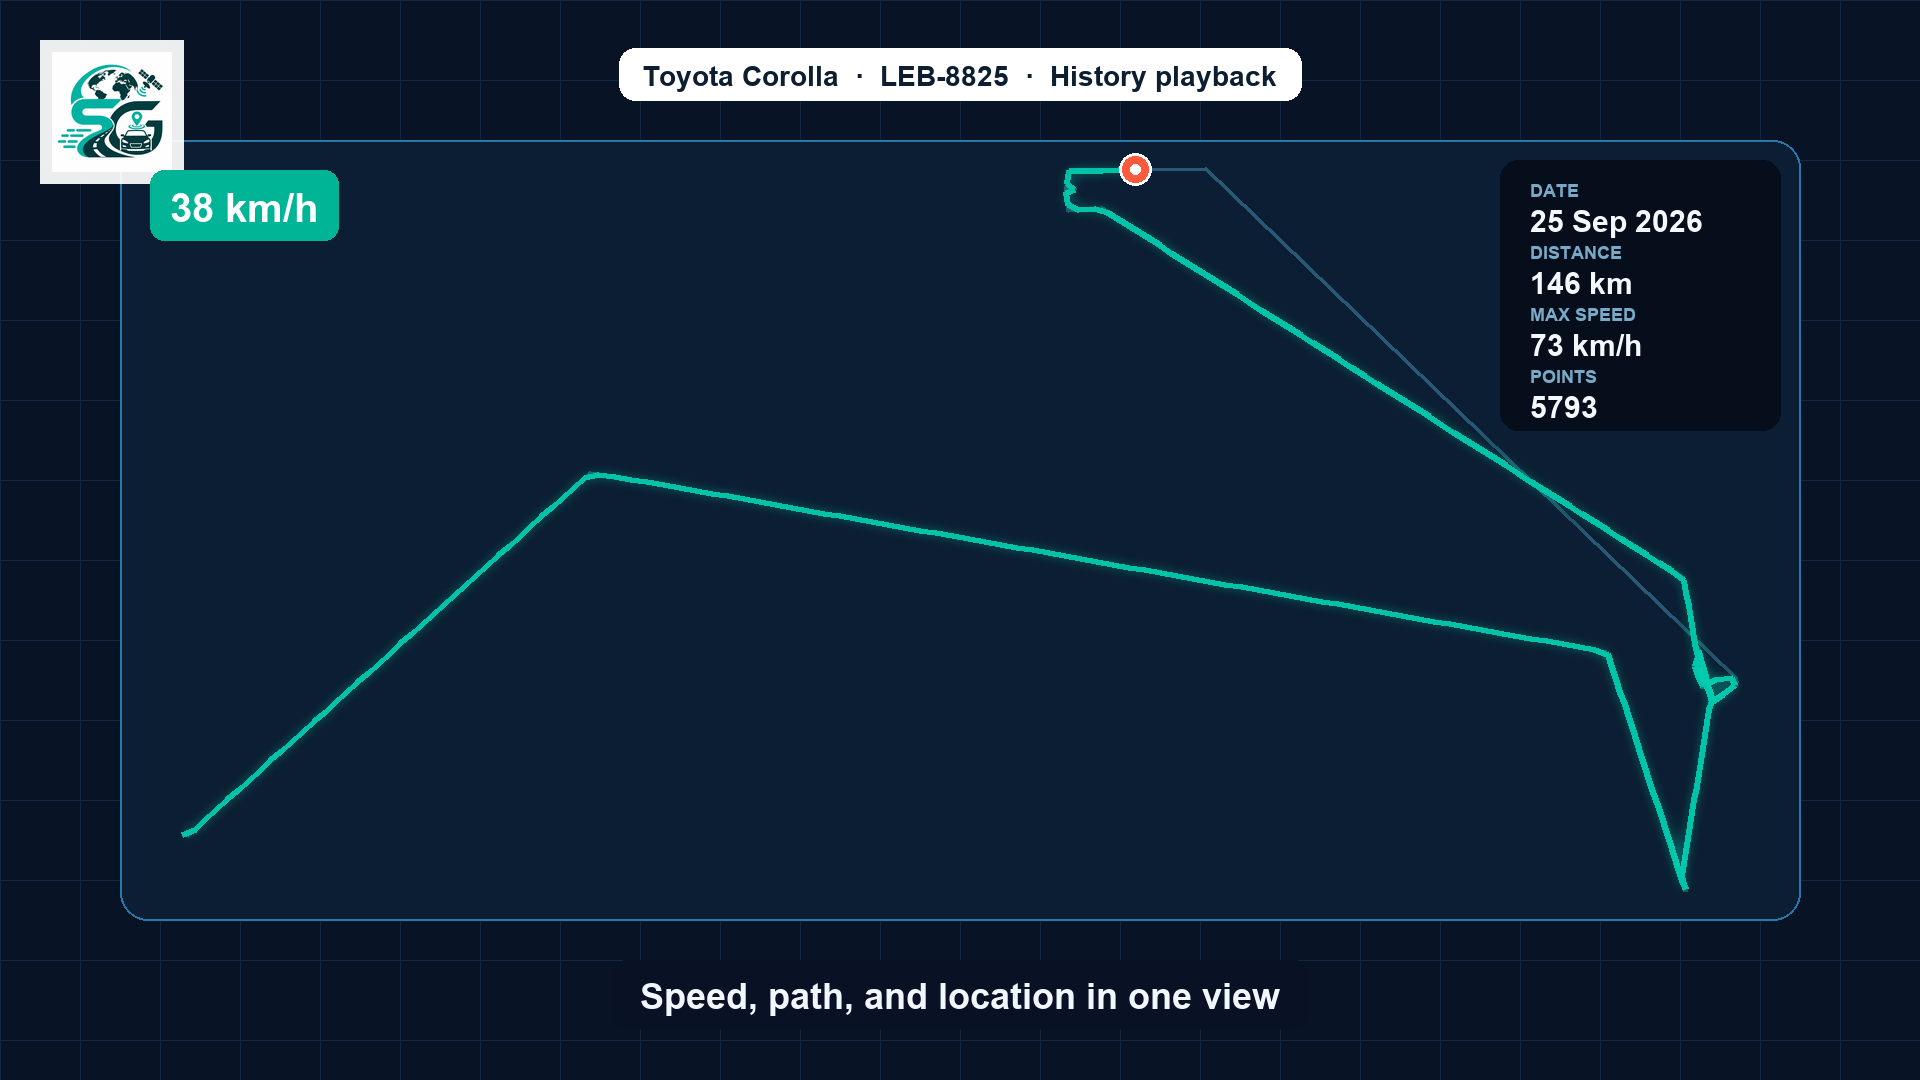 SG
Toyota Corolla · LEB-8825 · History playback
38 km/h
DATE
25 Sep 2026
DISTANCE
146 km
MAX SPEED
73 km/h
POINTS
5793
Speed, path, and location in one view